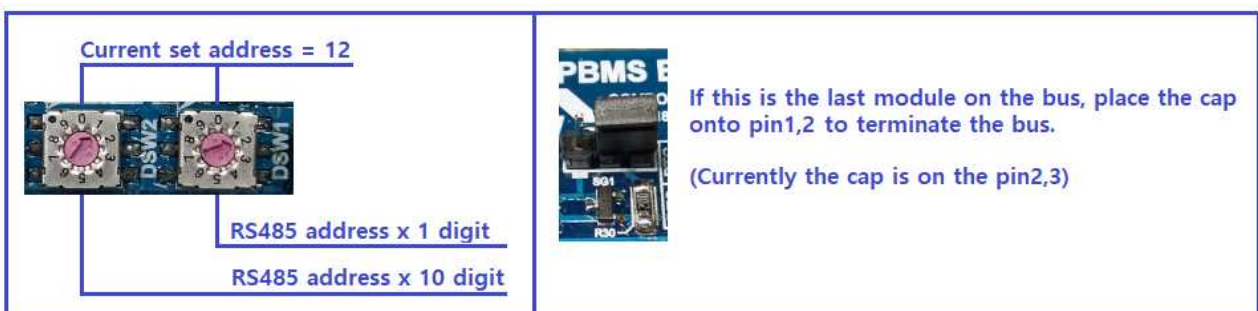 Current set address = 12
DSW2
DSW1
RS485 address x 1 digit
RS485 address x 10 digit
PBMS
SG1
R30
If this is the last module on the bus, place the cap
onto pin1,2 to terminate the bus.
(Currently the cap is on the pin2,3)